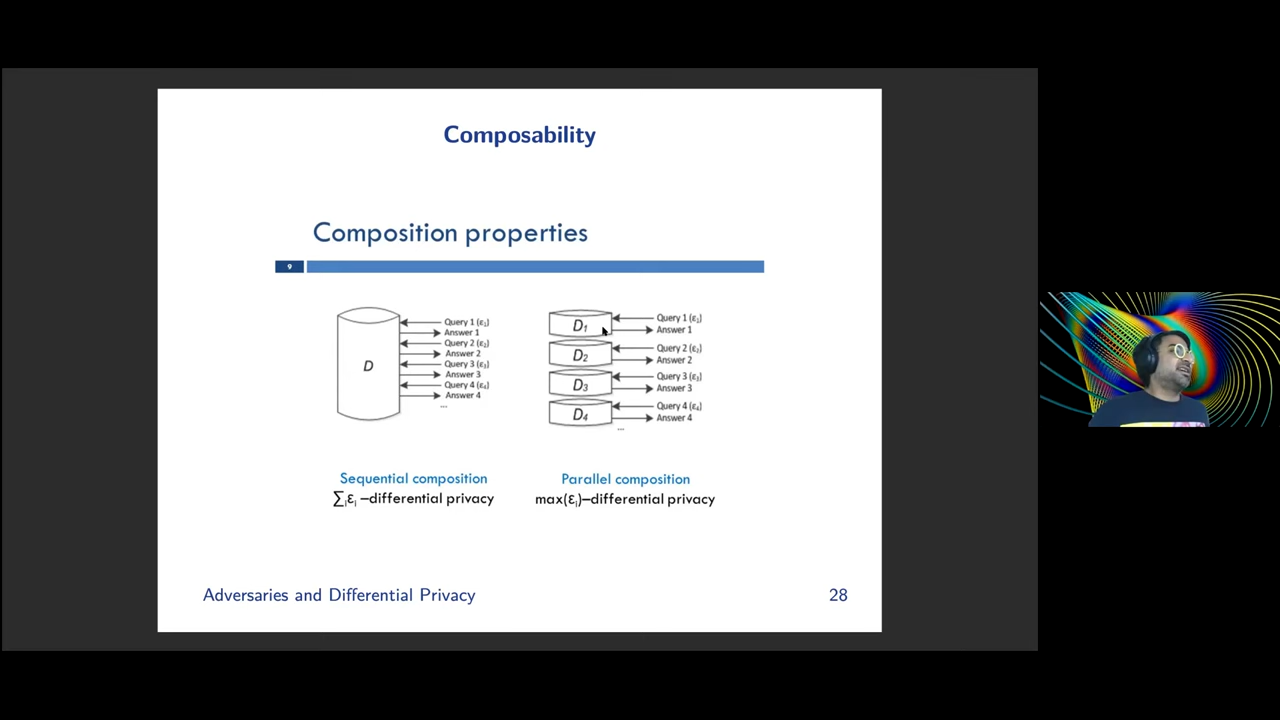 Composability
Composition properties
9
D
Query 1 (ε₁)
Answer 1
Query 2 (ε₂)
Answer 2
Query 3 (ε₃)
Answer 3
Query 4 (ε₄)
Answer 4
...
D₁
Query 1 (ε₁)
Answer 1
D₂
Query 2 (ε₂)
Answer 2
D₃
Query 3 (ε₃)
Answer 3
D₄
Query 4 (ε₄)
Answer 4
...
Sequential composition
∑ᵢεᵢ –differential privacy
Parallel composition
max(εᵢ)–differential privacy
Adversaries and Differential Privacy
28